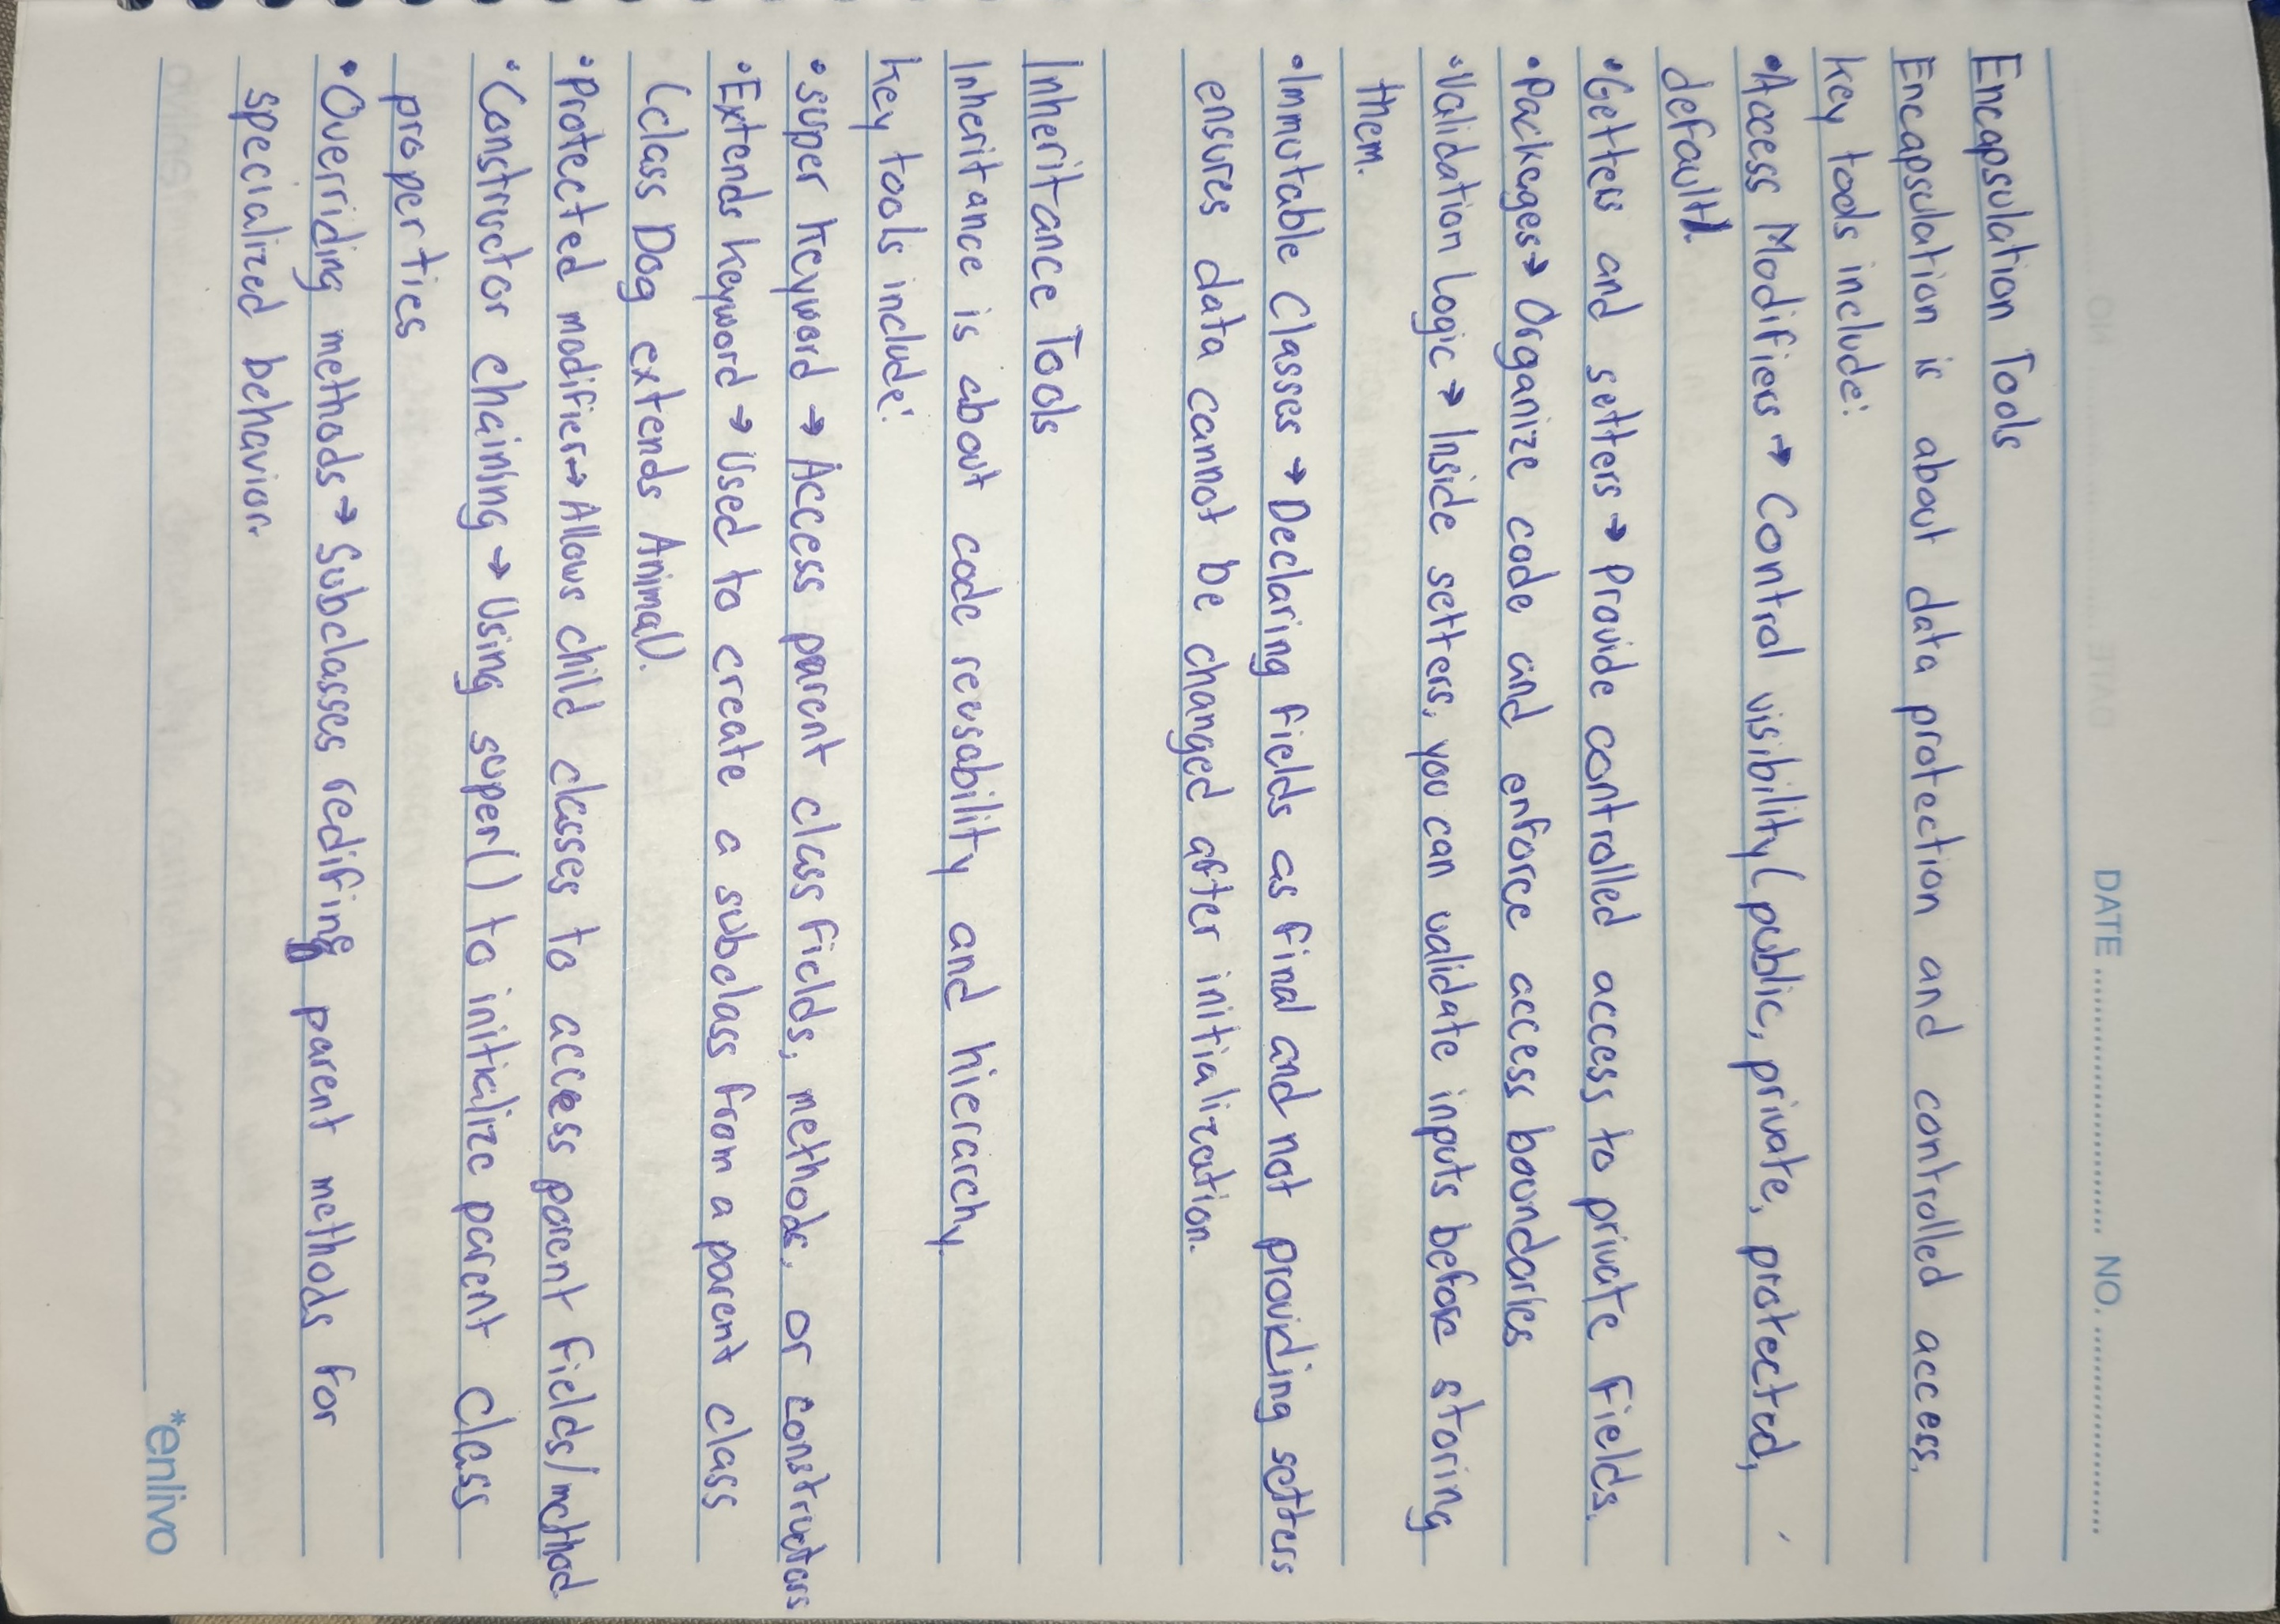 DATE .............................. NO. ......................
Encapsulation Tools
Encapsulation is about data protection and controlled access.
Key tools include:
•Access Modifiers → Control visibility (public, private, protected,
default).
•Getters and setters → Provide controlled access to private fields.
•Packages → Organize code and enforce access boundaries
•Validation Logic → Inside setters, you can validate inputs before storing
them.
•Immutable Classes → Declaring fields as final and not providing setters
ensures data cannot be changed after initialization.
Inheritance Tools
Inheritance is about code reusability and hierarchy.
Key tools include:
•super keyword → Access parent class fields, methods, or constructors
•Extends keyword → Used to create a subclass from a parent class
(class Dog extends Animal).
•Protected modifier → Allows child classes to access parent fields/method.
•Constructor chaining → Using super() to initialize parent class
properties
•Overriding methods → Subclasses redifing parent methods for
specialized behavior.
*enlivo